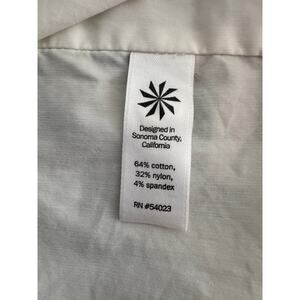 Designed in
Sonoma County,
California
64% cotton,
32% nylon,
4% spandex
RN #54023